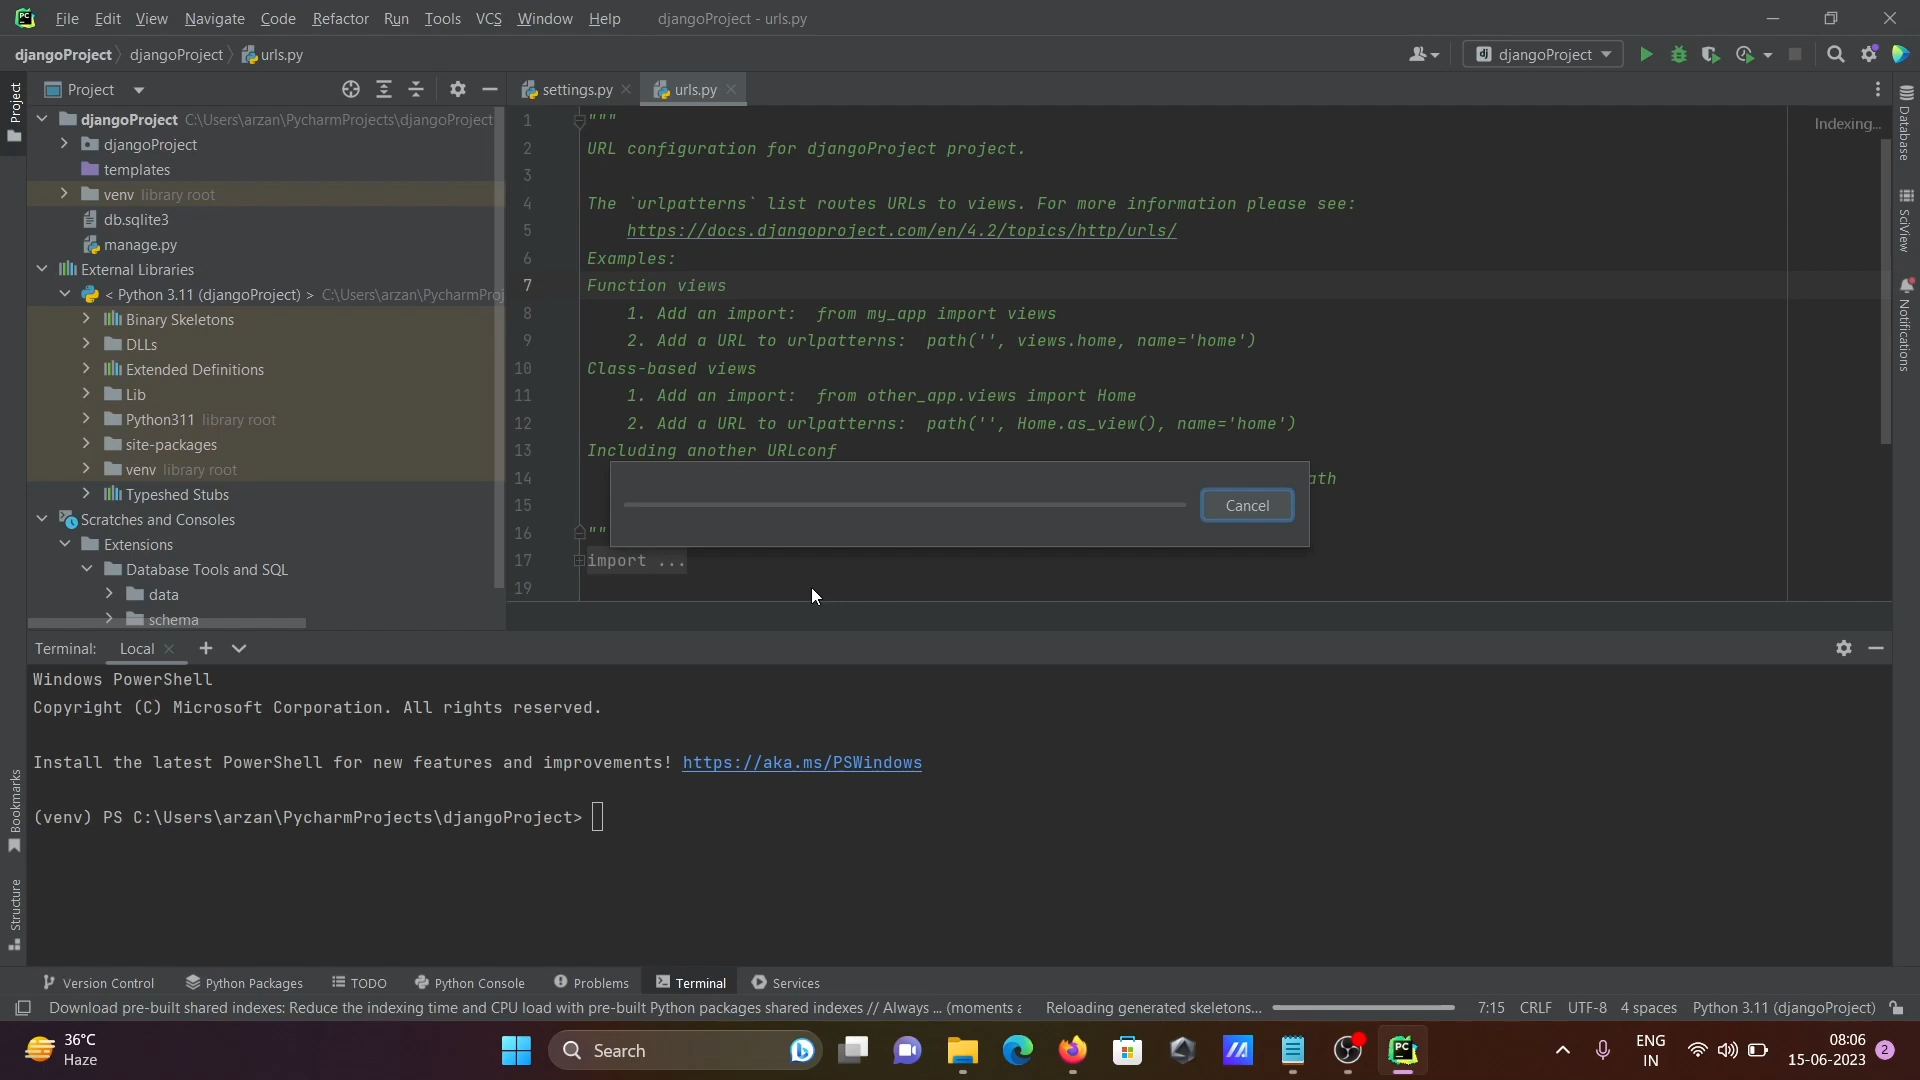 File Edit View Navigate Code Refactor Run Tools VCS Window Help djangoProject - urls.py
djangoProject djangoProject urls.py djangoProject
Project settings.py urls.py
Project
djangoProject C:\Users\arzan\PycharmProjects\djangoProject
djangoProject
templates
venv library root
db.sqlite3
manage.py
External Libraries
< Python 3.11 (djangoProject) > C:\Users\arzan\PycharmProj
Binary Skeletons
DLLs
Extended Definitions
Lib
Python311 library root
site-packages
venv library root
Typeshed Stubs
Scratches and Consoles
Extensions
Database Tools and SQL
data
schema
1 """
2 URL configuration for djangoProject project.
3
4 The `urlpatterns` list routes URLs to views. For more information please see:
5 https://docs.djangoproject.com/en/4.2/topics/http/urls/
6 Examples:
7 Function views
8 1. Add an import: from my_app import views
9 2. Add a URL to urlpatterns: path('', views.home, name='home')
10 Class-based views
11 1. Add an import: from other_app.views import Home
12 2. Add a URL to urlpatterns: path('', Home.as_view(), name='home')
13 Including another URLconf
14 ath
15
16 ""
17 import ...
19
Cancel
Indexing...
Database
SciView
Notifications
Terminal: Local
Windows PowerShell
Copyright (C) Microsoft Corporation. All rights reserved.
Install the latest PowerShell for new features and improvements! https://aka.ms/PSWindows
(venv) PS C:\Users\arzan\PycharmProjects\djangoProject>
Bookmarks
Structure
Version Control Python Packages TODO Python Console Problems Terminal Services
Download pre-built shared indexes: Reduce the indexing time and CPU load with pre-built Python packages shared indexes // Always ... (moments a Reloading generated skeletons... 7:15 CRLF UTF-8 4 spaces Python 3.11 (djangoProject)
36°C
Haze
Search
ENG
IN
08:06
15-06-2023
2